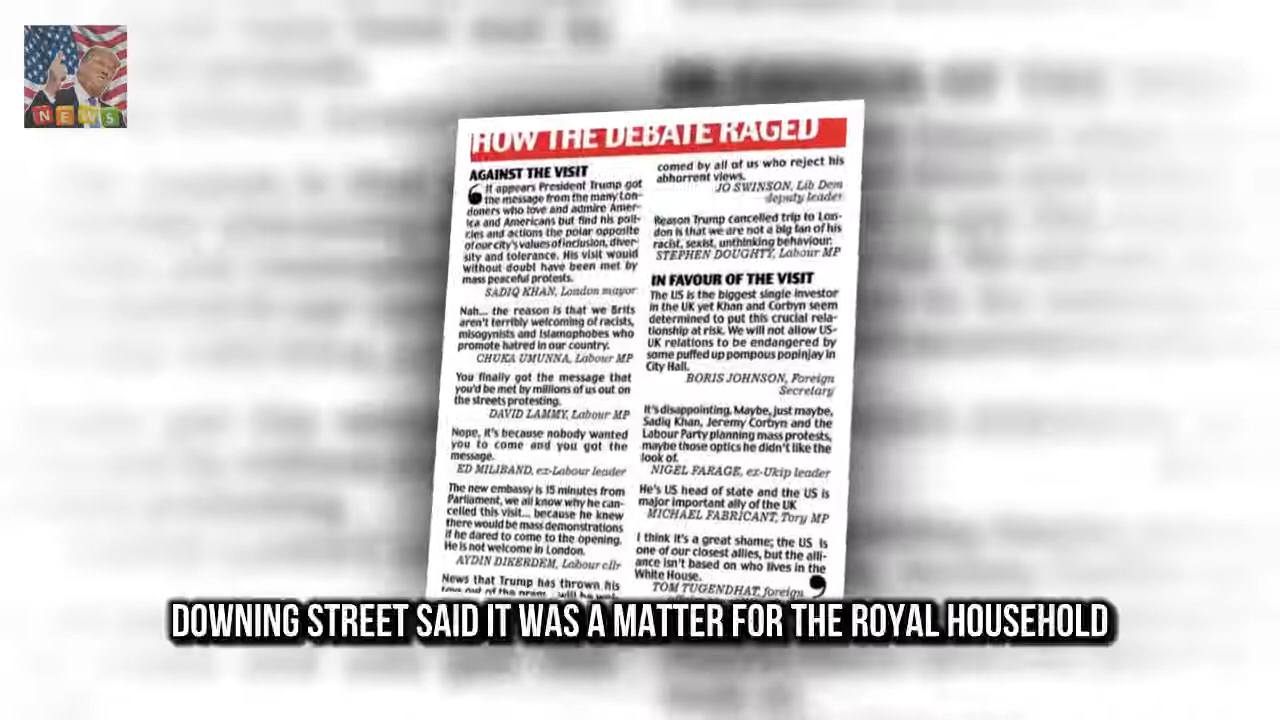 NEWS
HOW THE DEBATE RAGED
AGAINST THE VISIT
It appears President Trump got
the message from the many Lon-
doners who love and admire Amer-
ica and Americans but find his poli-
cies and actions the polar opposite
of our city's values of inclusion, diver-
sity and tolerance. His visit would
without doubt have been met by
mass peaceful protests.
SADIQ KHAN, London mayor
Nah... the reason is that we Brits
aren't terribly welcoming of racists,
misogynists and Islamophobes who
promote hatred in our country.
CHUKA UMUNNA, Labour MP
You finally got the message that
you'd be met by millions of us out on
the streets protesting.
DAVID LAMMY, Labour MP
Nope, it's because nobody wanted
you to come and you got the
message.
ED MILIBAND, ex-Labour leader
The new embassy is 15 minutes from
Parliament, we all know why he can-
celled this visit... because he knew
there would be mass demonstrations
if he dared to come to the opening.
He is not welcome in London.
AYDIN DIKERDEM, Labour cllr
News that Trump has thrown his
toys out of the pram will be wel-
comed by all of us who reject his
abhorrent views.
JO SWINSON, Lib Dem
deputy leader
Reason Trump cancelled trip to Lon-
don is that we are not a big fan of his
racist, sexist, unthinking behaviour.
STEPHEN DOUGHTY, Labour MP
IN FAVOUR OF THE VISIT
The US is the biggest single investor
in the UK yet Khan and Corbyn seem
determined to put this crucial rela-
tionship at risk. We will not allow US-
UK relations to be endangered by
some puffed up pompous popinjay in
City Hall.
BORIS JOHNSON, Foreign
Secretary
It's disappointing. Maybe, just maybe,
Sadiq Khan, Jeremy Corbyn and the
Labour Party planning mass protests,
maybe those optics he didn't like the
look of.
NIGEL FARAGE, ex-Ukip leader
He's US head of state and the US is
major important ally of the UK
MICHAEL FABRICANT, Tory MP
I think it's a great shame; the US is
one of our closest allies, but the alli-
ance isn't based on who lives in the
White House.
TOM TUGENDHAT, foreign
DOWNING STREET SAID IT WAS A MATTER FOR THE ROYAL HOUSEHOLD